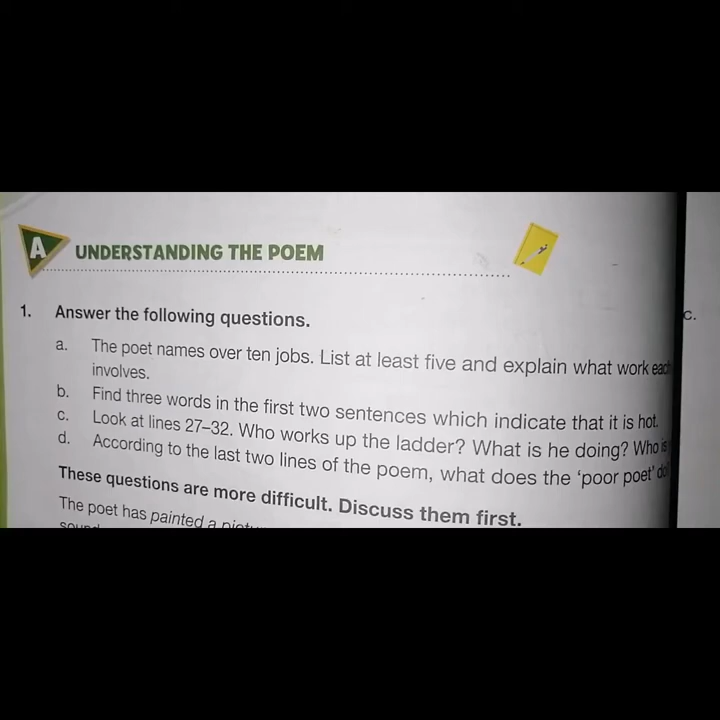 A UNDERSTANDING THE POEM
1. Answer the following questions.
a. The poet names over ten jobs. List at least five and explain what work each
involves.
b. Find three words in the first two sentences which indicate that it is hot.
c. Look at lines 27–32. Who works up the ladder? What is he doing? Who is
d. According to the last two lines of the poem, what does the ‘poor poet’
These questions are more difficult. Discuss them first.
The poet has painted a
c.